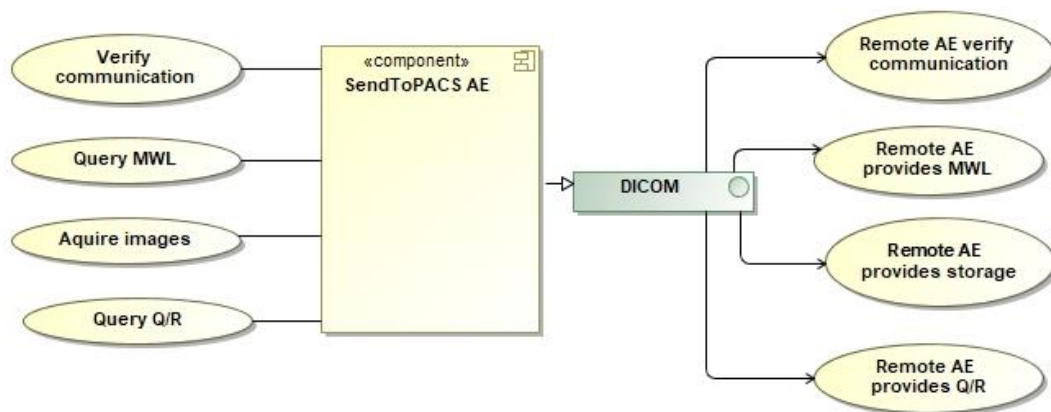 Verify
communication
Query MWL
Aquire images
Query Q/R
«component»
SendToPACS AE
DICOM
Remote AE verify
communication
Remote AE
provides MWL
Remote AE
provides storage
Remote AE
provides Q/R